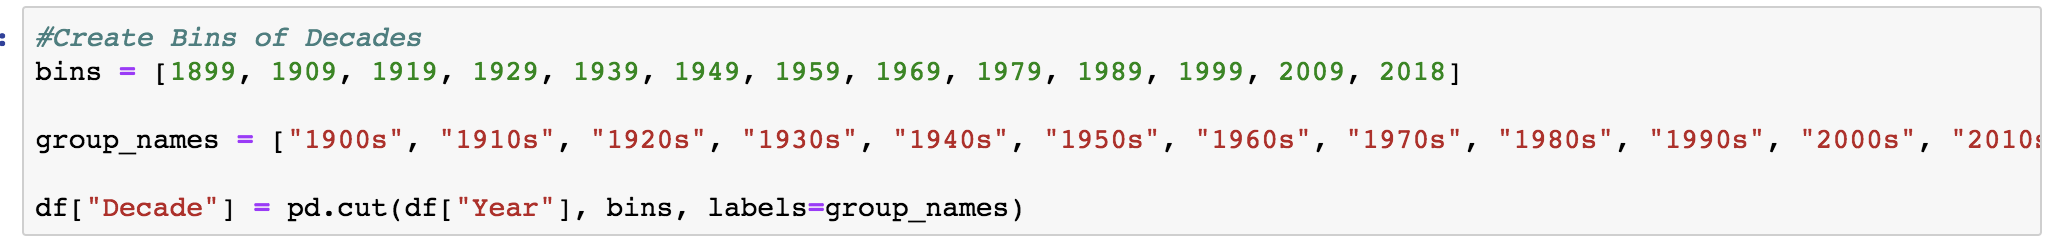 #Create Bins of Decades
bins = [1899, 1909, 1919, 1929, 1939, 1949, 1959, 1969, 1979, 1989, 1999, 2009, 2018]
group_names = ["1900s", "1910s", "1920s", "1930s", "1940s", "1950s", "1960s", "1970s", "1980s", "1990s", "2000s", "2010s
df["Decade"] = pd.cut(df["Year"], bins, labels=group_names)